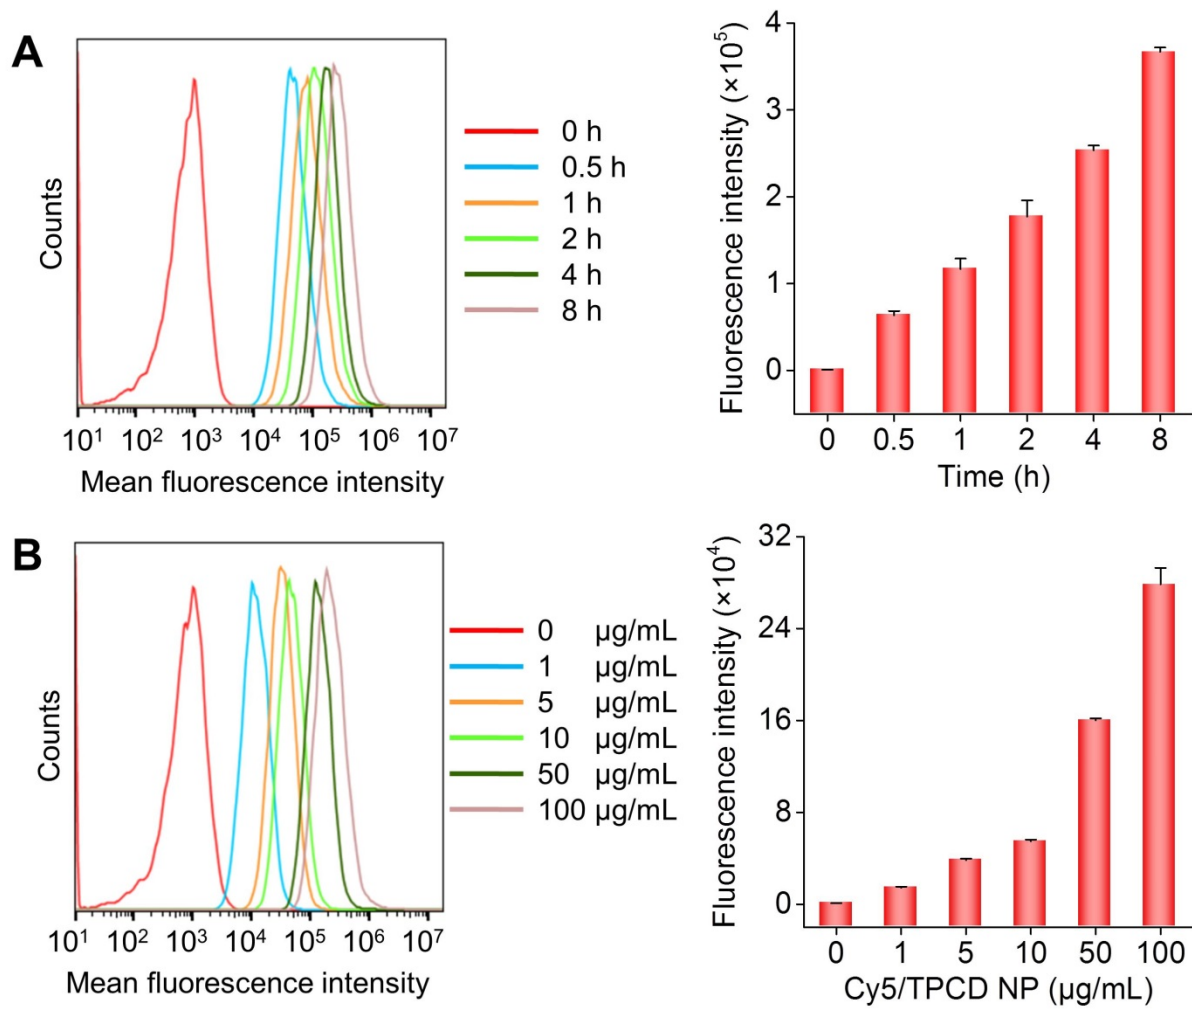 A
Counts
10¹ 10² 10³ 10⁴ 10⁵ 10⁶ 10⁷
Mean fluorescence intensity
0 h
0.5 h
1 h
2 h
4 h
8 h
Fluorescence intensity (×10⁵)
4
3
2
1
0
0 0.5 1 2 4 8
Time (h)
B
Counts
10¹ 10² 10³ 10⁴ 10⁵ 10⁶ 10⁷
Mean fluorescence intensity
0 µg/mL
1 µg/mL
5 µg/mL
10 µg/mL
50 µg/mL
100 µg/mL
Fluorescence intensity (×10⁴)
32
24
16
8
0
0 1 5 10 50 100
Cy5/TPCD NP (µg/mL)